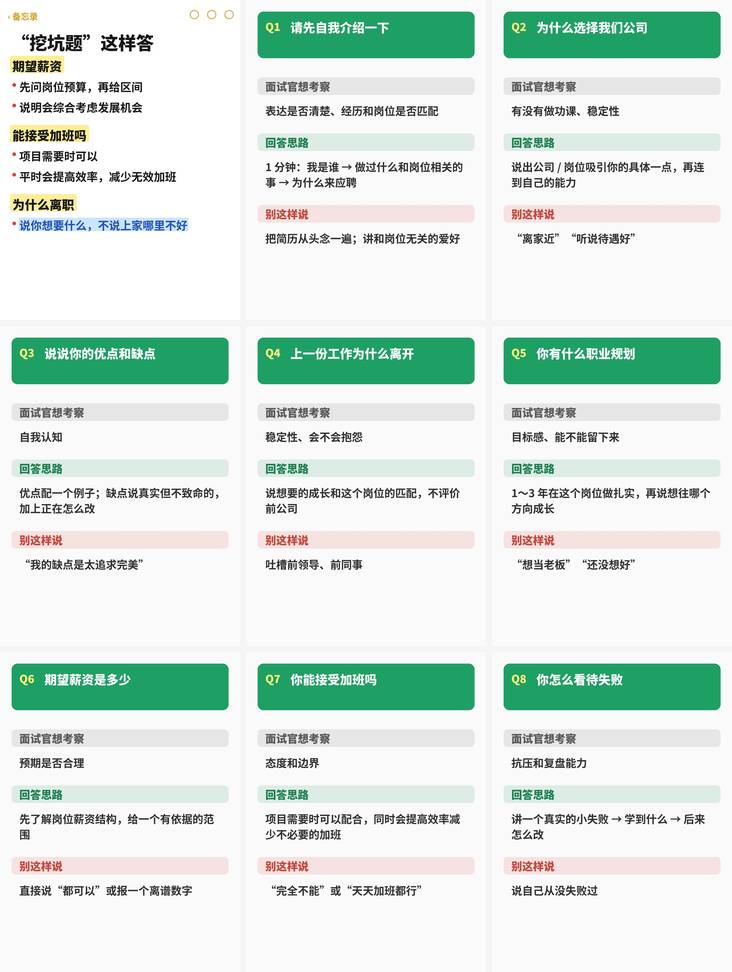 ‹备忘录
“挖坑题”这样答
期望薪资
• 先问岗位预算，再给区间
• 说明会综合考虑发展机会
能接受加班吗
• 项目需要时可以
• 平时会提高效率，减少无效加班
为什么离职
• 说你想要什么，不说上家哪里不好
Q1 请先自我介绍一下
面试官想考察
表达是否清楚、经历和岗位是否匹配
回答思路
1 分钟：我是谁 → 做过什么和岗位相关的
事 → 为什么来应聘
别这样说
把简历从头念一遍；讲和岗位无关的爱好
Q2 为什么选择我们公司
面试官想考察
有没有做功课、稳定性
回答思路
说出公司 / 岗位吸引你的具体一点，再连
到自己的能力
别这样说
“离家近”“听说待遇好”
Q3 说说你的优点和缺点
面试官想考察
自我认知
回答思路
优点配一个例子；缺点说真实但不致命的，
加上正在怎么改
别这样说
“我的缺点是太追求完美”
Q4 上一份工作为什么离开
面试官想考察
稳定性、会不会抱怨
回答思路
说想要的成长和这个岗位的匹配，不评价
前公司
别这样说
吐槽前领导、前同事
Q5 你有什么职业规划
面试官想考察
目标感、能不能留下来
回答思路
1～3 年在这个岗位做扎实，再说想往哪个
方向成长
别这样说
“想当老板”“还没想好”
Q6 期望薪资是多少
面试官想考察
预期是否合理
回答思路
先了解岗位薪资结构，给一个有依据的范
围
别这样说
直接说“都可以”或报一个离谱数字
Q7 你能接受加班吗
面试官想考察
态度和边界
回答思路
项目需要时可以配合，同时会提高效率减
少不必要的加班
别这样说
“完全不能”或“天天加班都行”
Q8 你怎么看待失败
面试官想考察
抗压和复盘能力
回答思路
讲一个真实的小失败 → 学到什么 → 后来
怎么改
别这样说
说自己从没失败过